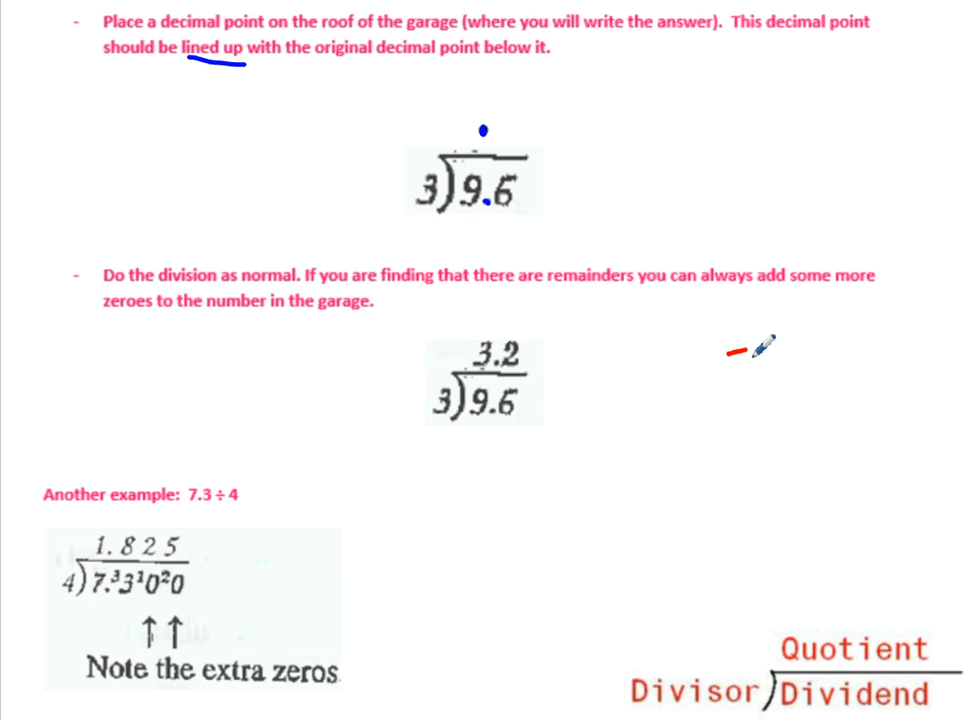 - Place a decimal point on the roof of the garage (where you will write the answer). This decimal point
should be lined up with the original decimal point below it.
.
3)9.6
- Do the division as normal. If you are finding that there are remainders you can always add some more
zeroes to the number in the garage.
3.2
3)9.6
Another example: 7.3 ÷ 4
1.825
4)7.³3¹0²0
↑↑
Note the extra zeros.
Quotient
Divisor)Dividend